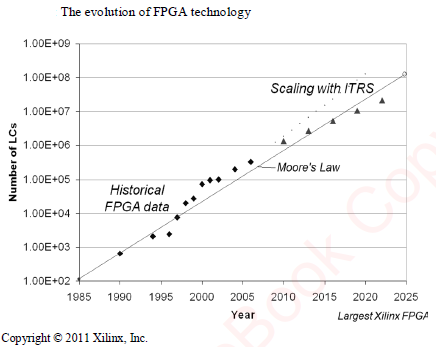 The evolution of FPGA technology
1.00E+09
1.00E+08
1.00E+07
1.00E+06
1.00E+05
1.00E+04
1.00E+03
1.00E+02
Number of LCs
Scaling with ITRS
Moore's Law
Historical
FPGA data
1985 1990 1995 2000 2005 2010 2015 2020 2025
Year
Largest Xilinx FPGA
Copyright © 2011 Xilinx, Inc.